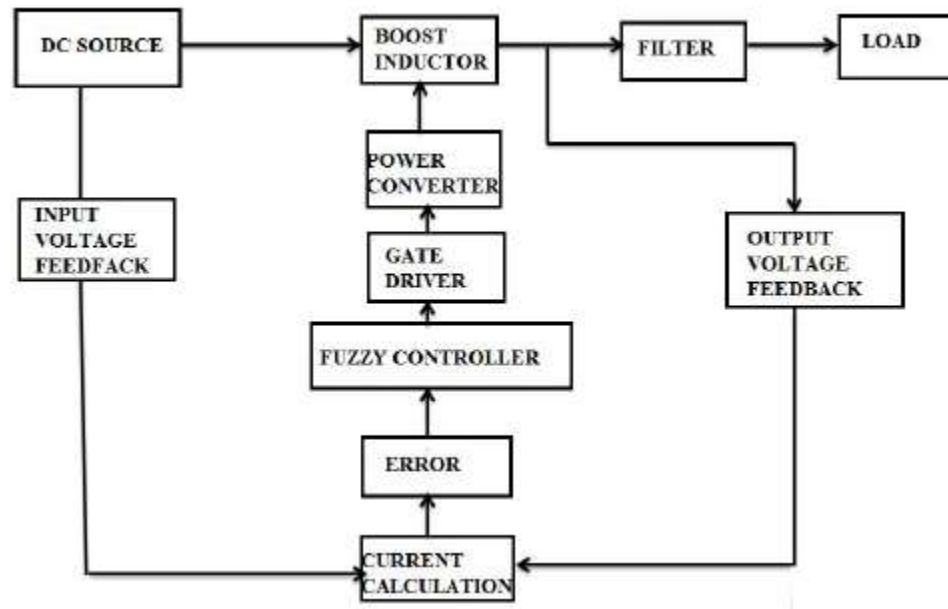 DC SOURCE
BOOST
INDUCTOR
FILTER
LOAD
POWER
CONVERTER
INPUT
VOLTAGE
FEEDFACK
GATE
DRIVER
OUTPUT
VOLTAGE
FEEDBACK
FUZZY CONTROLLER
ERROR
CURRENT
CALCULATION